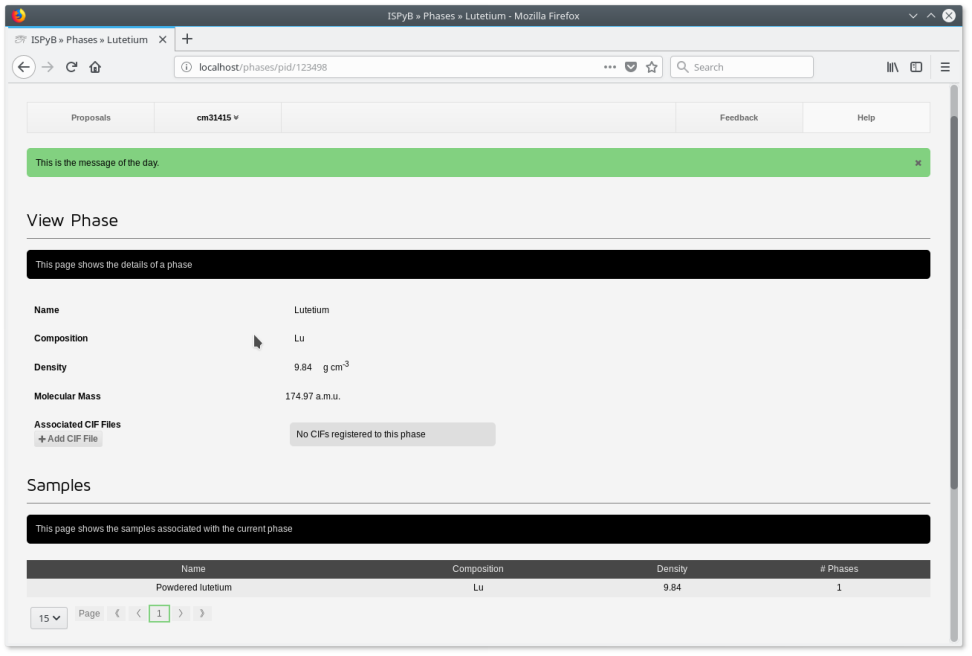 ISPyB » Phases » Lutetium - Mozilla Firefox
ISPyB » Phases » Lutetium
localhost/phases/pid/123498
Search
Proposals cm31415 Feedback Help
This is the message of the day.
View Phase
This page shows the details of a phase
Name Lutetium
Composition Lu
Density 9.84 g cm-3
Molecular Mass 174.97 a.m.u.
Associated CIF Files
+ Add CIF File No CIFs registered to this phase
Samples
This page shows the samples associated with the current phase
Name Composition Density # Phases
Powdered lutetium Lu 9.84 1
15 Page 《 〈 1 〉 》